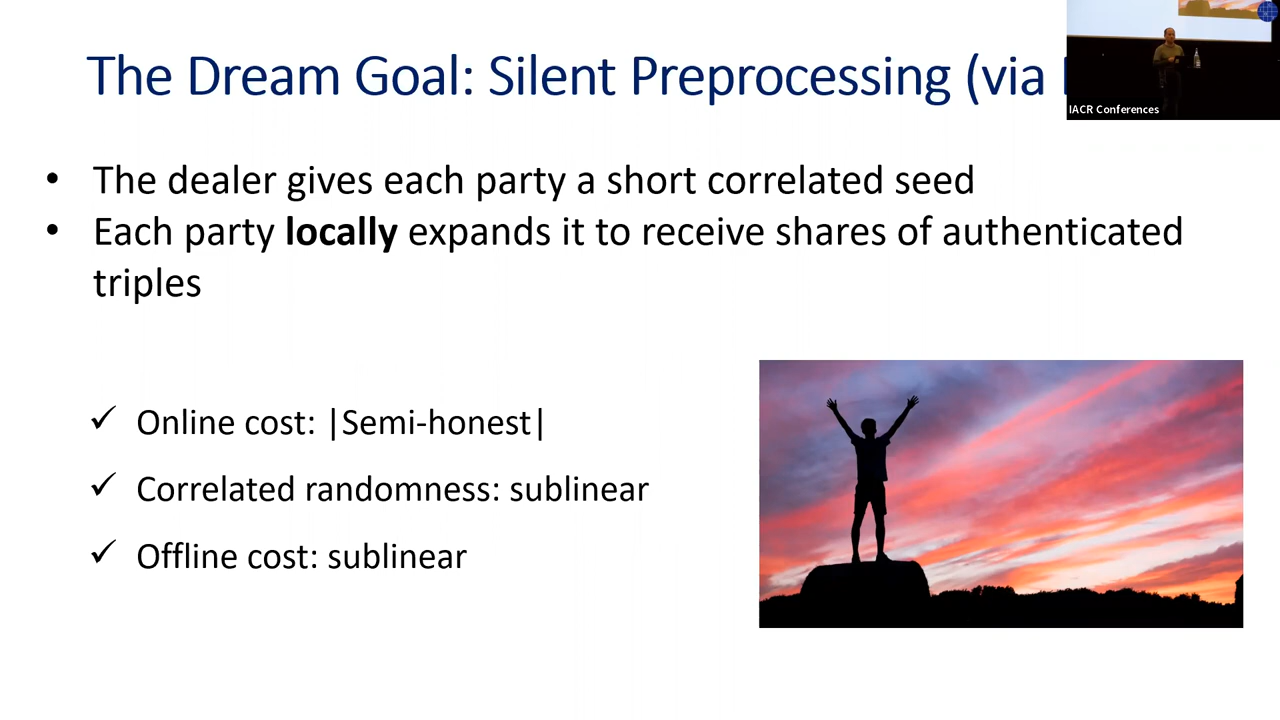 The Dream Goal: Silent Preprocessing (via
IACR Conferences
• The dealer gives each party a short correlated seed
• Each party locally expands it to receive shares of authenticated
triples
✓ Online cost: |Semi-honest|
✓ Correlated randomness: sublinear
✓ Offline cost: sublinear